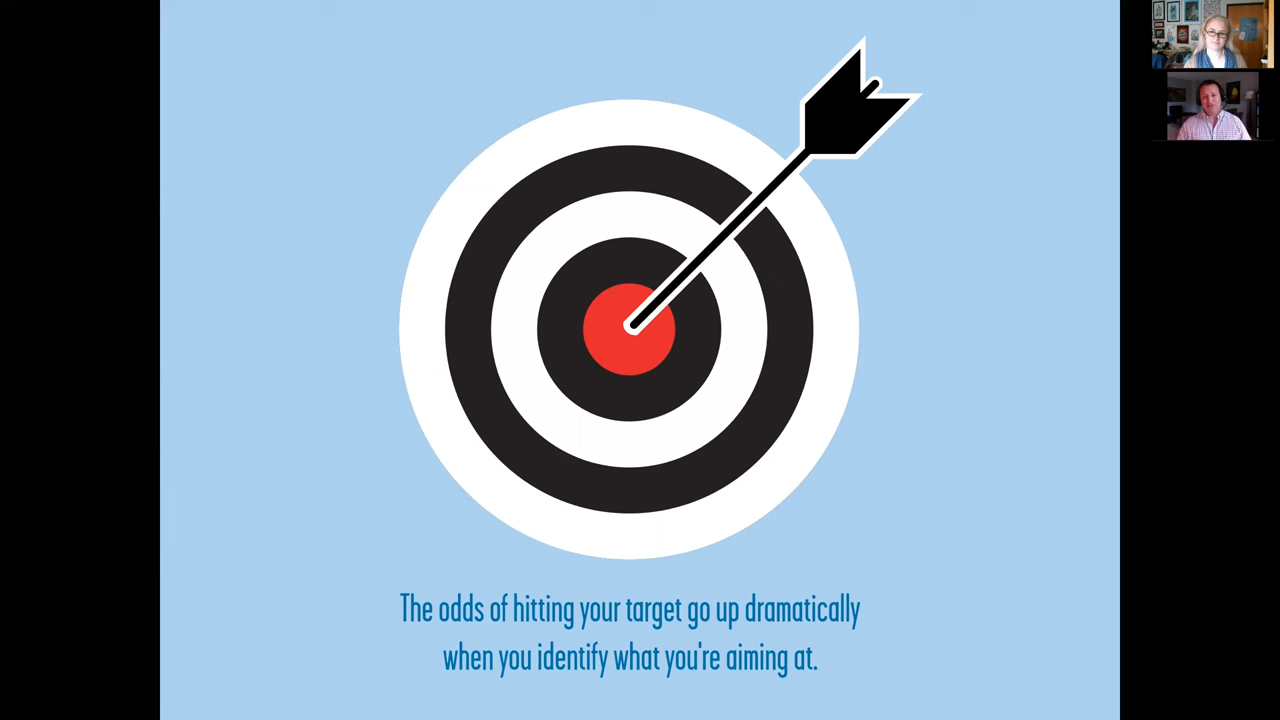 The odds of hitting your target go up dramatically
when you identify what you're aiming at.